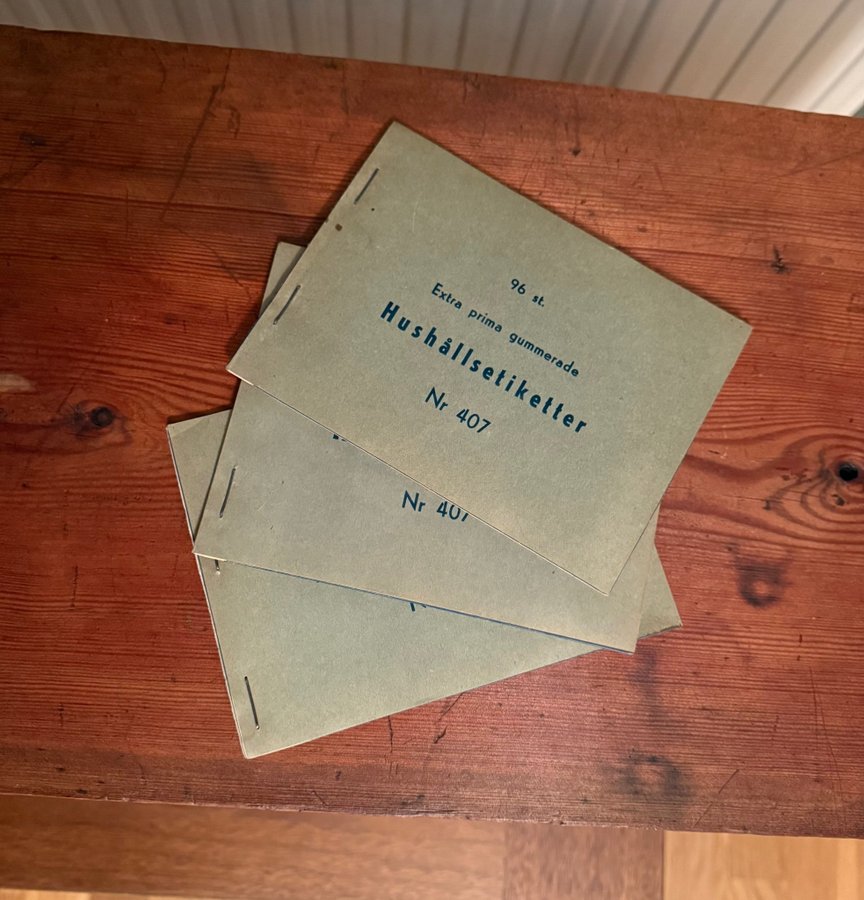 96 st.
Extra prima gummerade
Hushållsetiketter
Nr 407
Nr 407